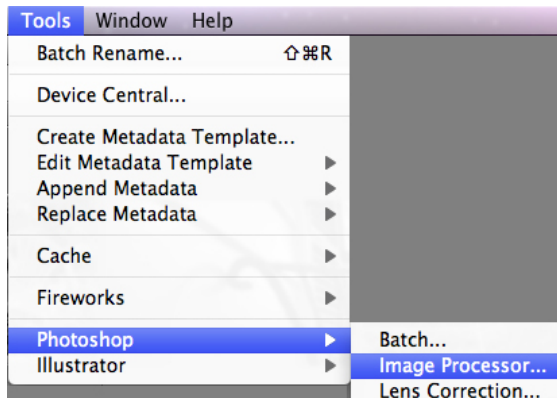 Tools Window Help
Batch Rename... ⇧⌘R
Device Central...
Create Metadata Template...
Edit Metadata Template
Append Metadata
Replace Metadata
Cache
Fireworks
Photoshop
Illustrator
Batch...
Image Processor...
Lens Correction...